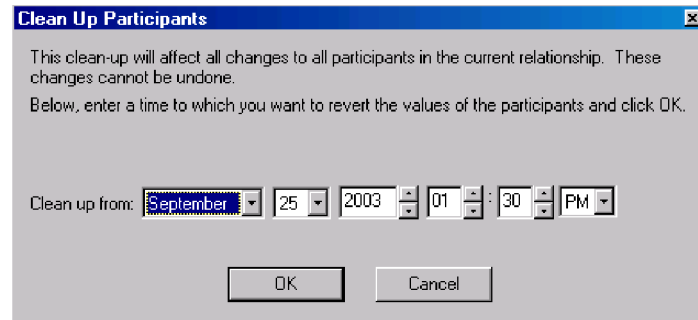 Clean Up Participants
This clean-up will affect all changes to all participants in the current relationship. These
changes cannot be undone.
Below, enter a time to which you want to revert the values of the participants and click OK.
Clean up from: September 25 2003 01 : 30 PM
OK Cancel